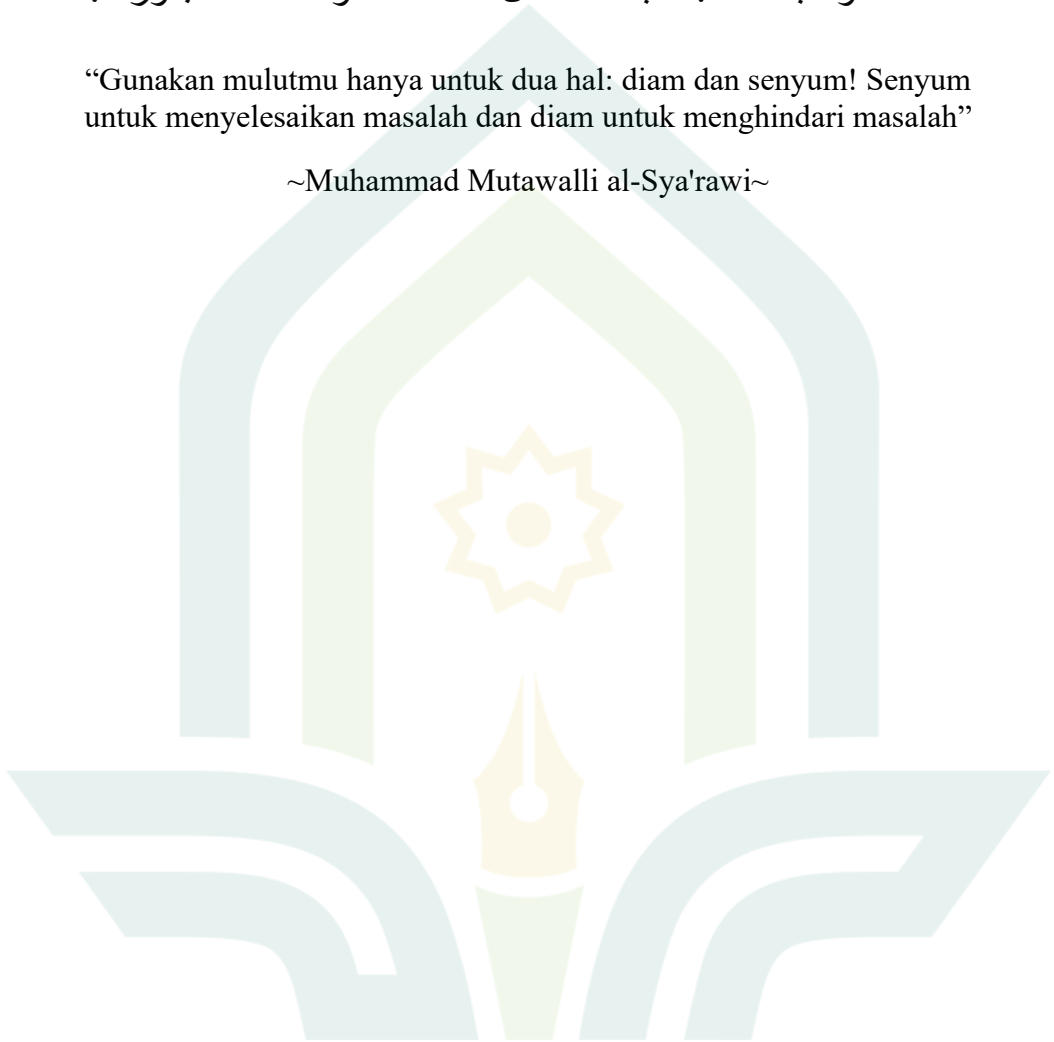 “Gunakan mulutmu hanya untuk dua hal: diam dan senyum! Senyum
untuk menyelesaikan masalah dan diam untuk menghindari masalah”
~Muhammad Mutawalli al-Sya'rawi~